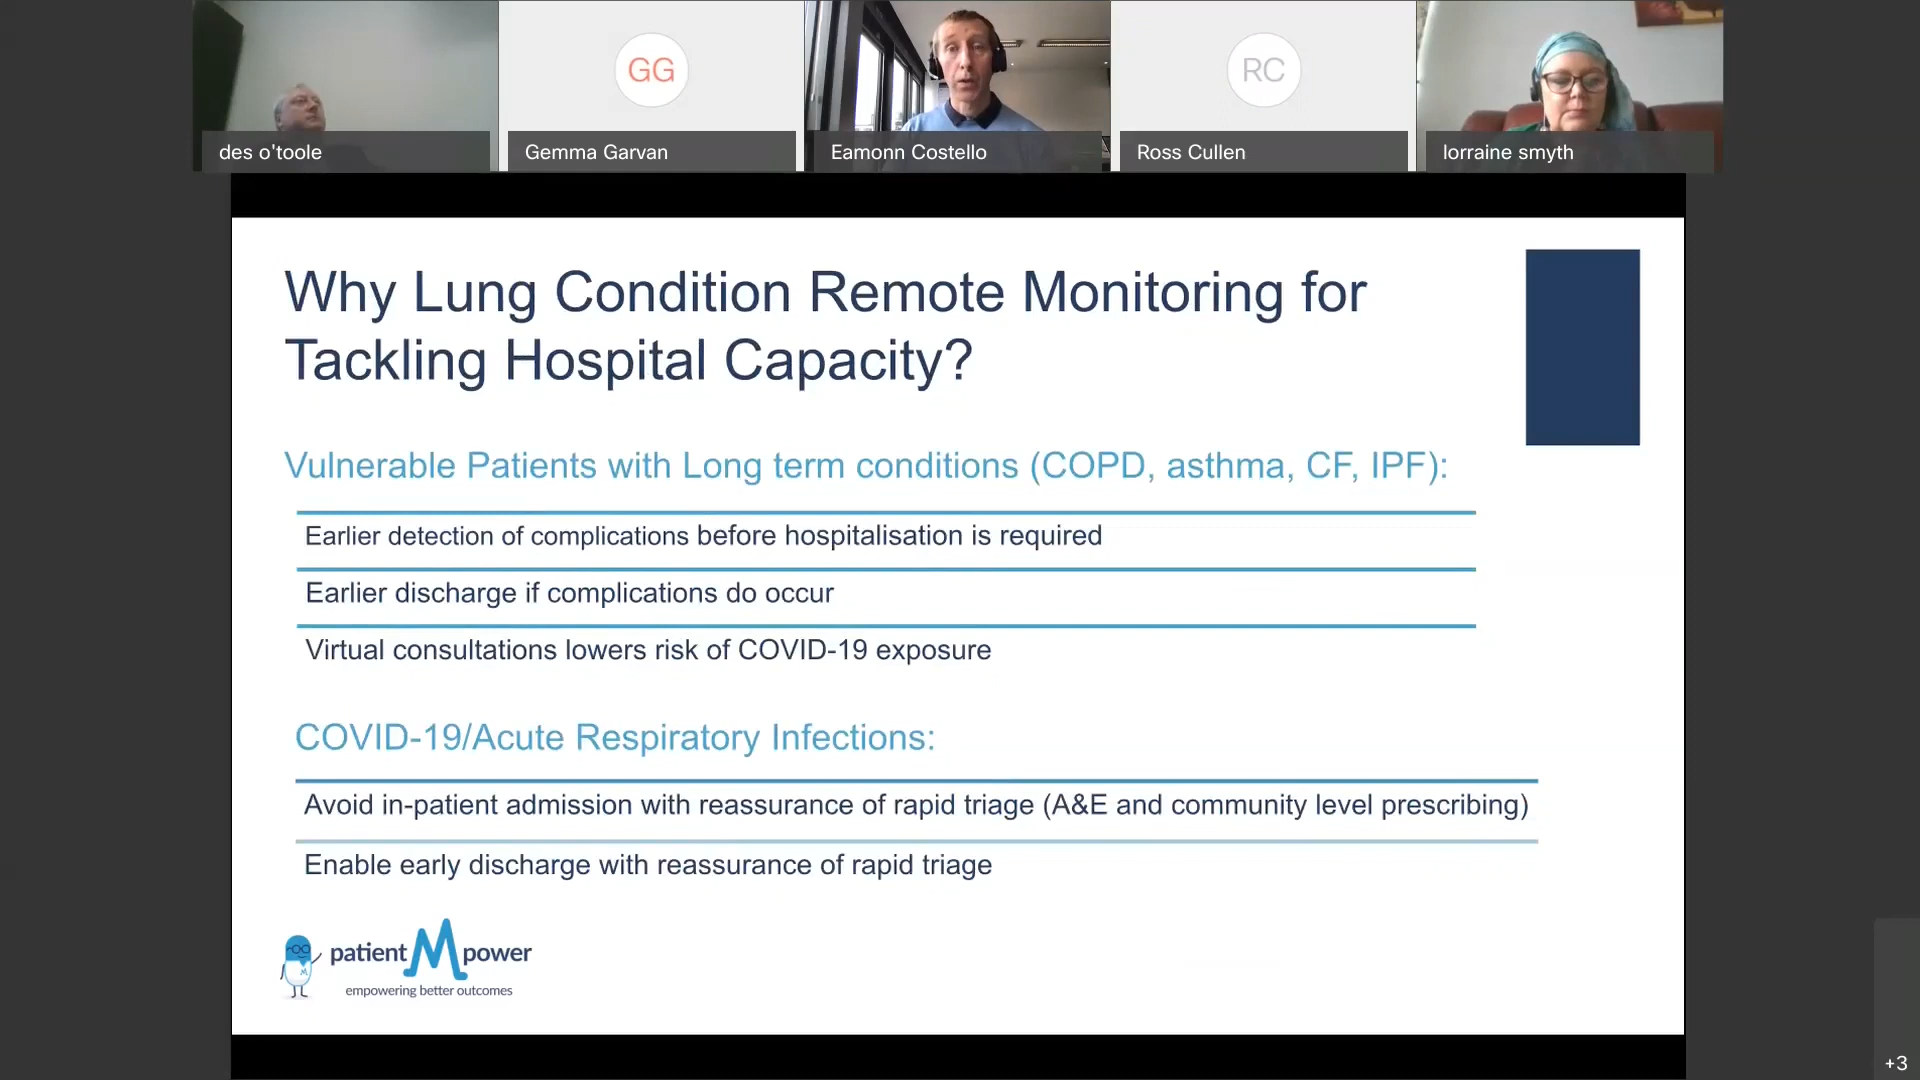 des o'toole
GG
Gemma Garvan
Eamonn Costello
RC
Ross Cullen
lorraine smyth
Why Lung Condition Remote Monitoring for
Tackling Hospital Capacity?
Vulnerable Patients with Long term conditions (COPD, asthma, CF, IPF):
Earlier detection of complications before hospitalisation is required
Earlier discharge if complications do occur
Virtual consultations lowers risk of COVID-19 exposure
COVID-19/Acute Respiratory Infections:
Avoid in-patient admission with reassurance of rapid triage (A&E and community level prescribing)
Enable early discharge with reassurance of rapid triage
patientMpower
empowering better outcomes
+3